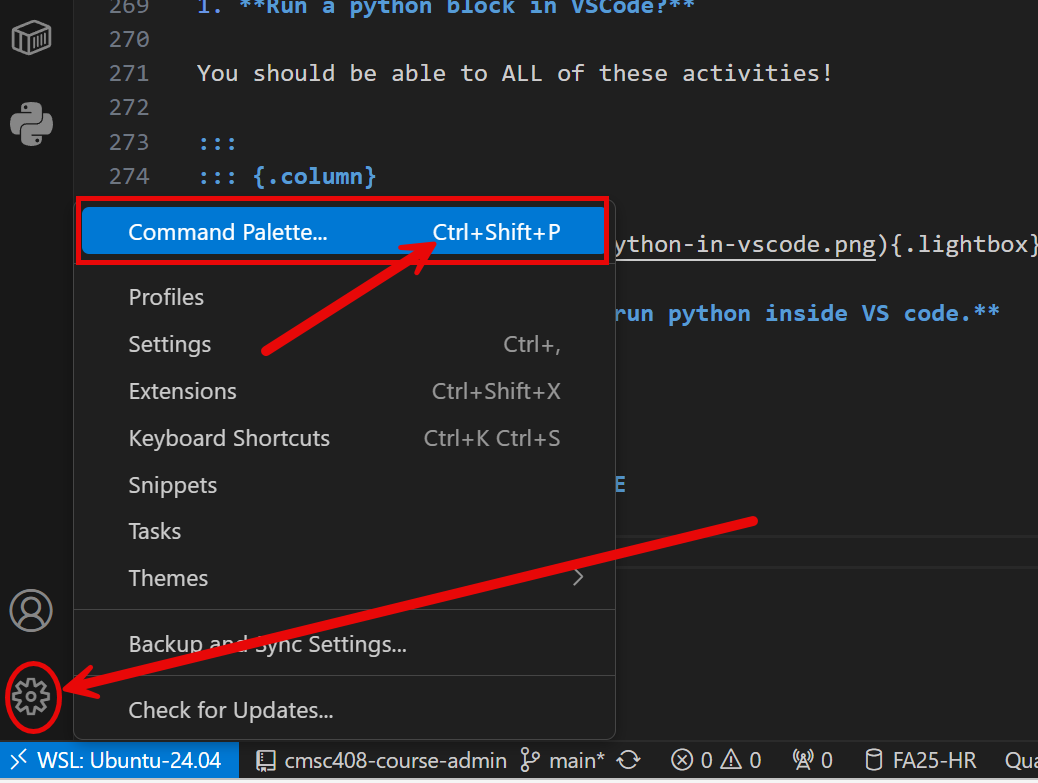 269 1. **Run a python block in VSCode?**
270
271 You should be able to ALL of these activities!
272
273 :::
274 ::: {.column}
Command Palette... Ctrl+Shift+P
ython-in-vscode.png){.lightbox}
Profiles
run python inside VS code.**
Settings Ctrl+,
Extensions Ctrl+Shift+X
Keyboard Shortcuts Ctrl+K Ctrl+S
Snippets
E
Tasks
Themes
Backup and Sync Settings...
Check for Updates...
WSL: Ubuntu-24.04 cmsc408-course-admin main* 0 0 0 FA25-HR Qua